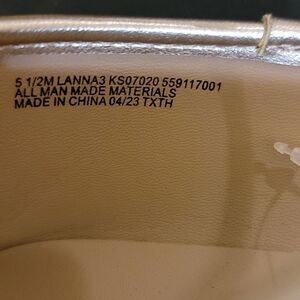 5 1/2M LANNA3 KS07020 559117001
ALL MAN MADE MATERIALS
MADE IN CHINA 04/23 TXTH